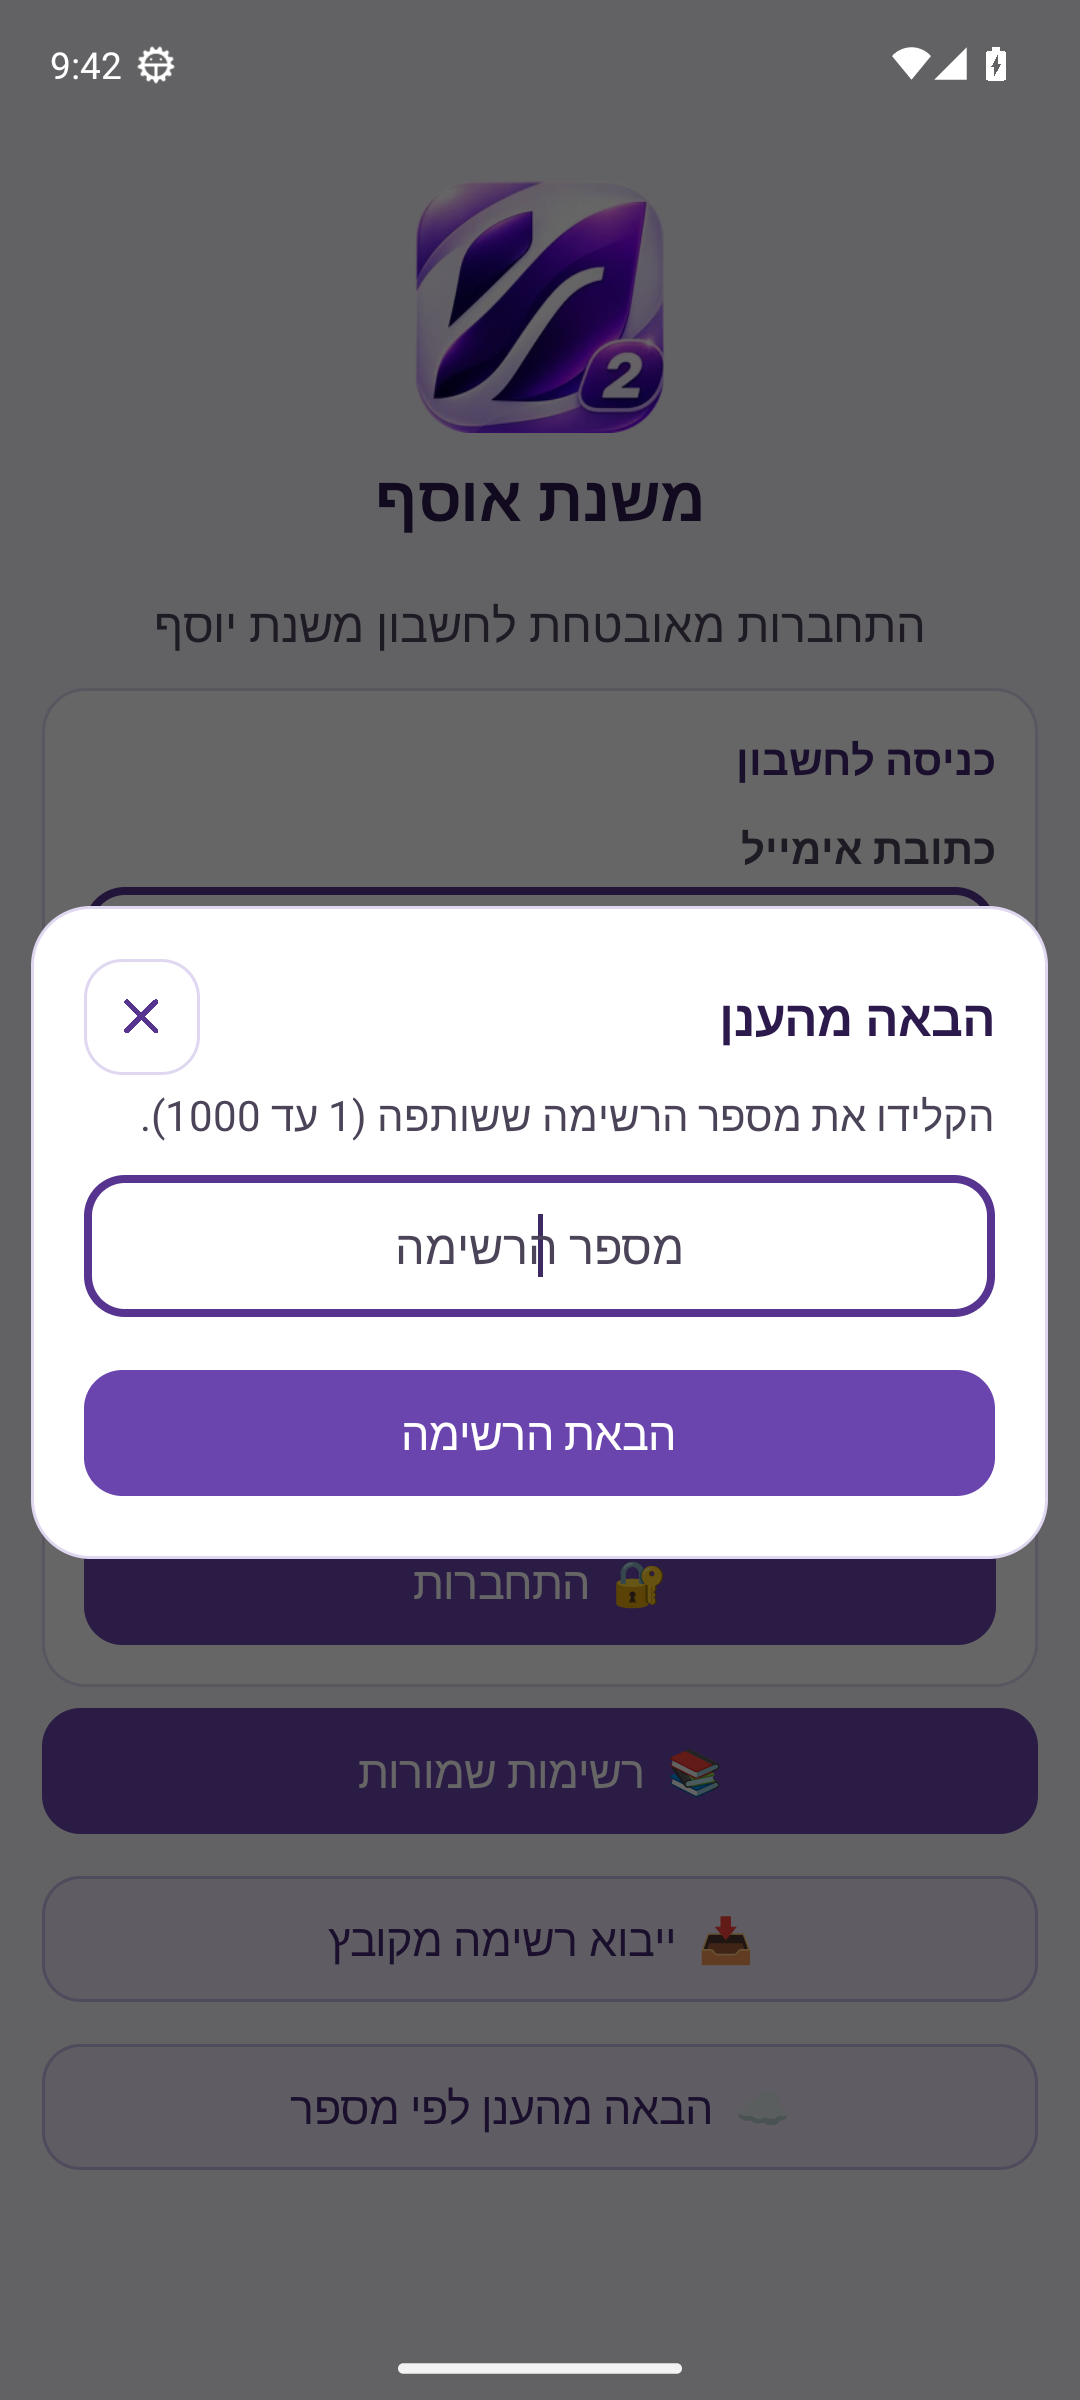 9:42
2
משנת אוסף
התחברות מאובטחת לחשבון משנת יוסף
כניסה לחשבון
כתובת אימייל
הבאה מהענן
הקלידו את מספר הרשימה ששותפה (1 עד 1000).
מספר הרשימה
הבאת הרשימה
🔐 התחברות
📚 רשימות שמורות
📥 ייבוא רשימה מקובץ
☁️ הבאה מהענן לפי מספר